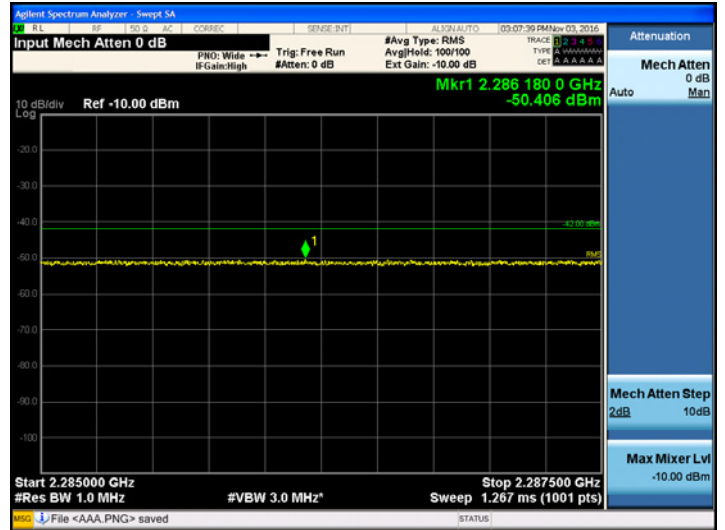 Agilent Spectrum Analyzer - Swept SA
RL RF 50 Ω AC CORREC SENSE:INT ALIGN AUTO 03:07:39 PM Nov 03, 2016
Input Mech Atten 0 dB
PNO: Wide
IFGain:High
Trig: Free Run
#Atten: 0 dB
#Avg Type: RMS
Avg|Hold: 100/100
Ext Gain: -10.00 dB
TRACE 1 2 3 4 5 6
TYPE A
DET A A A A A A
Mkr1 2.286 180 0 GHz
-50.406 dBm
10 dB/div Ref -10.00 dBm
Log
-20.0
-30.0
-40.0
-42.00 dBm
1
-50.0
RMS
-60.0
-70.0
-80.0
-90.0
-100
Start 2.285000 GHz
Stop 2.287500 GHz
#Res BW 1.0 MHz
#VBW 3.0 MHz*
Sweep 1.267 ms (1001 pts)
MSG File <AAA.PNG> saved
STATUS
Attenuation
Mech Atten
0 dB
Auto Man
Mech Atten Step
2dB 10dB
Max Mixer Lvl
-10.00 dBm